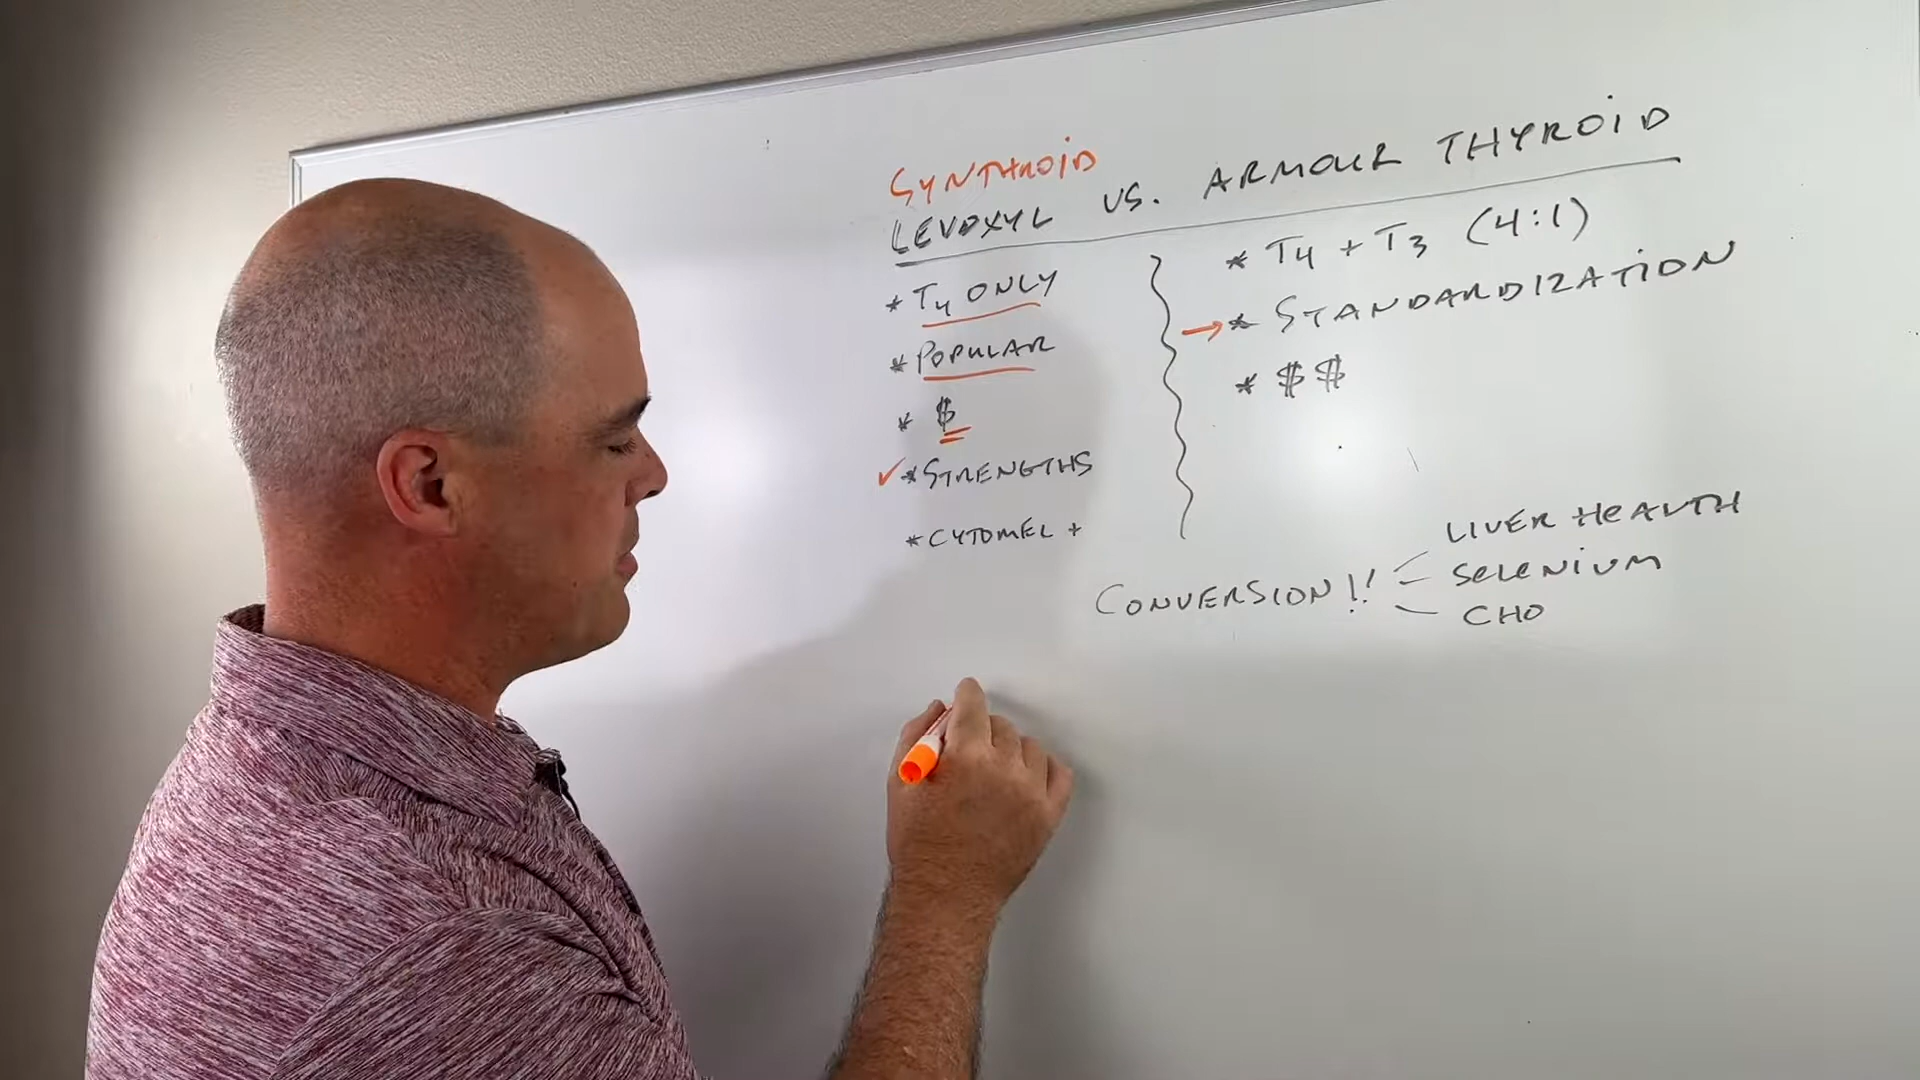 SYNTHROID
LEVOXYL VS. ARMOUR THYROID
* T4 ONLY
* POPULAR
* $
✓ * STRENGTHS
* CYTOMEL +
* T4 + T3 (4:1)
→ * STANDARDIZATION
* $$
CONVERSION!!
LIVER HEALTH
SELENIUM
CHO